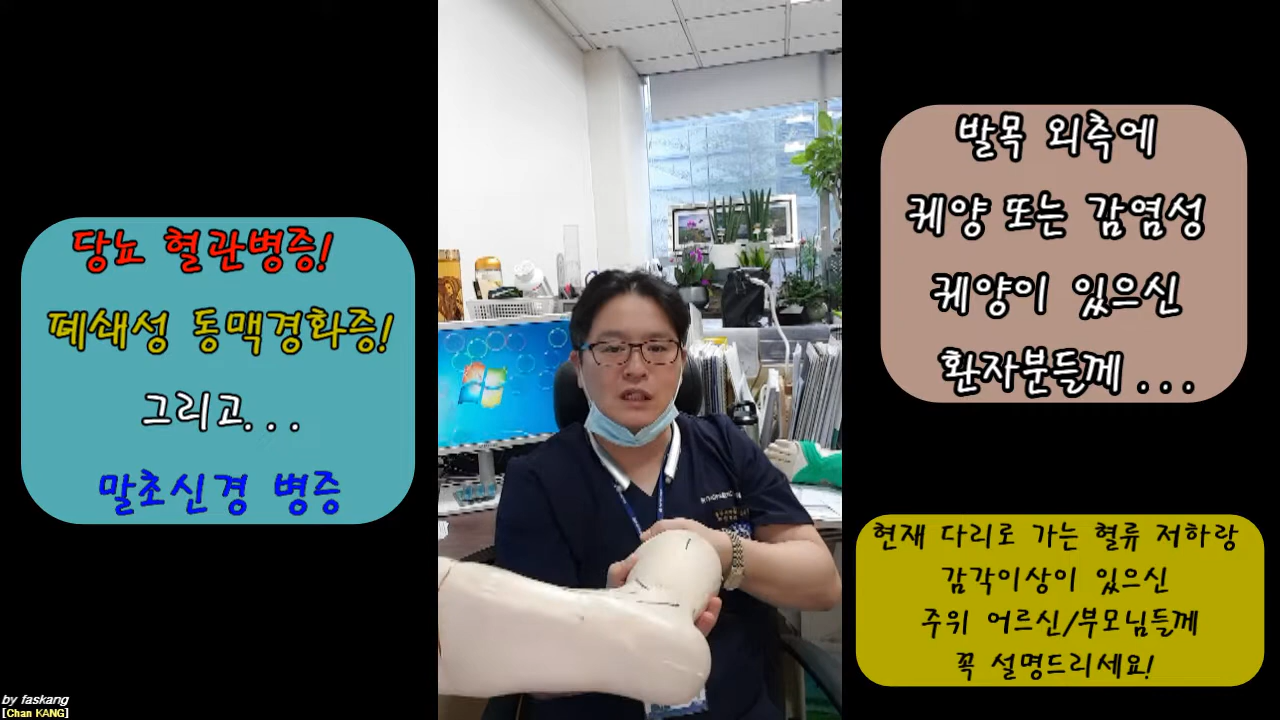 당뇨 혈관병증!
폐쇄성 동맥경화증!
그리고...
말초신경 병증
발목 외측에
궤양 또는 감염성
궤양이 있으신
환자분들께...
현재 다리로 가는 혈류 저하랑
감각이상이 있으신
주위 어르신/부모님들께
꼭 설명드리세요!
by faskang
[Chan KANG]